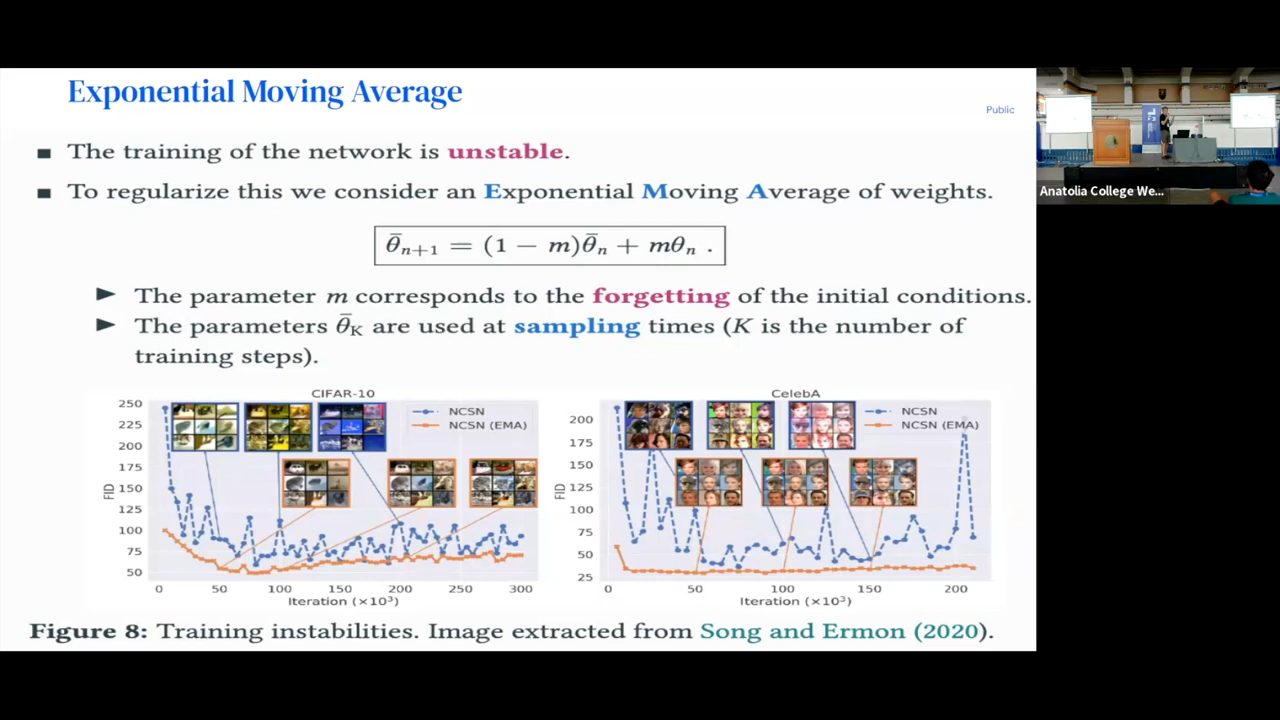 Exponential Moving Average
Public
■ The training of the network is unstable.
■ To regularize this we consider an Exponential Moving Average of weights.
θ̄ₙ₊₁ = (1 − m)θ̄ₙ + mθₙ .
► The parameter m corresponds to the forgetting of the initial conditions.
► The parameters θ̄_K are used at sampling times (K is the number of
training steps).
CIFAR-10
250
225
200
175
150
125
100
75
50
FID
NCSN
NCSN (EMA)
0 50 100 150 200 250 300
Iteration (×10³)
CelebA
200
175
150
125
100
75
50
25
FID
NCSN
NCSN (EMA)
0 50 100 150 200
Iteration (×10³)
Figure 8: Training instabilities. Image extracted from Song and Ermon (2020).
Anatolia College We...